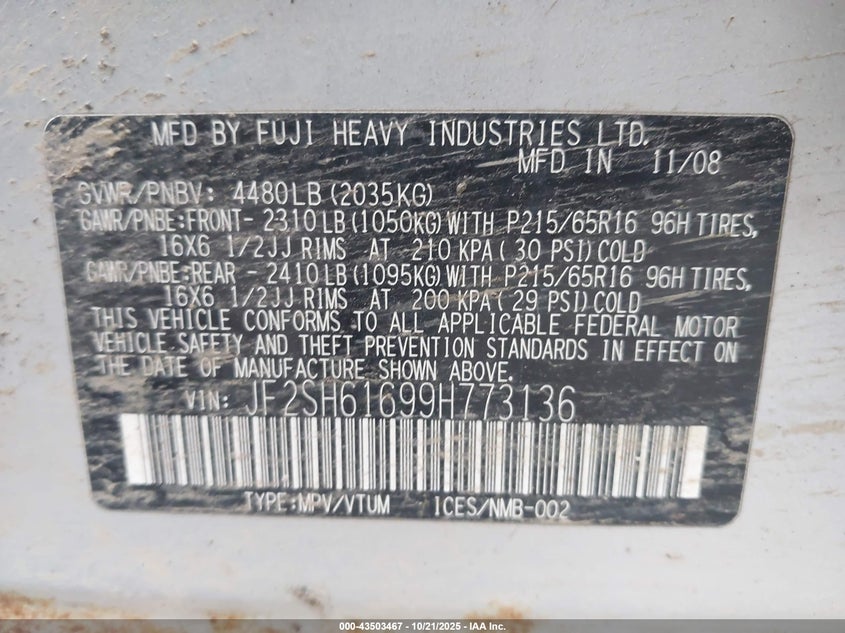 MFD BY FUJI HEAVY INDUSTRIES LTD.
MFD IN 11/08
GVWR/PNBV: 4480LB (2035KG)
GAWR/PNBE:FRONT- 2310LB (1050KG) WITH P215/65R16 96H TIRES,
16X6 1/2JJ RIMS AT 210 KPA ( 30 PSI) COLD
GAWR/PNBE:REAR - 2410LB (1095KG) WITH P215/65R16 96H TIRES,
16X6 1/2JJ RIMS AT 200 KPA ( 29 PSI) COLD
THIS VEHICLE CONFORMS TO ALL APPLICABLE FEDERAL MOTOR
VEHICLE SAFETY AND THEFT PREVENTION STANDARDS IN EFFECT ON
THE DATE OF MANUFACTURE SHOWN ABOVE.
VIN: JF2SH61699H773136
TYPE:MPV/VTUM ICES/NMB-002
000-43503467 - 10/21/2025 - IAA Inc.